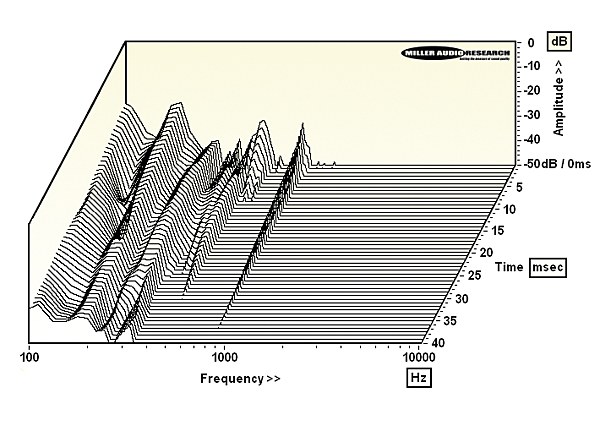 0 dB
MILLER AUDIO RESEARCH
-10
-20
-30
-40
Amplitude >>
-50dB / 0ms
5
10
15
20
Time msec
25
30
35
40
100
1000
10000
Frequency >>
Hz